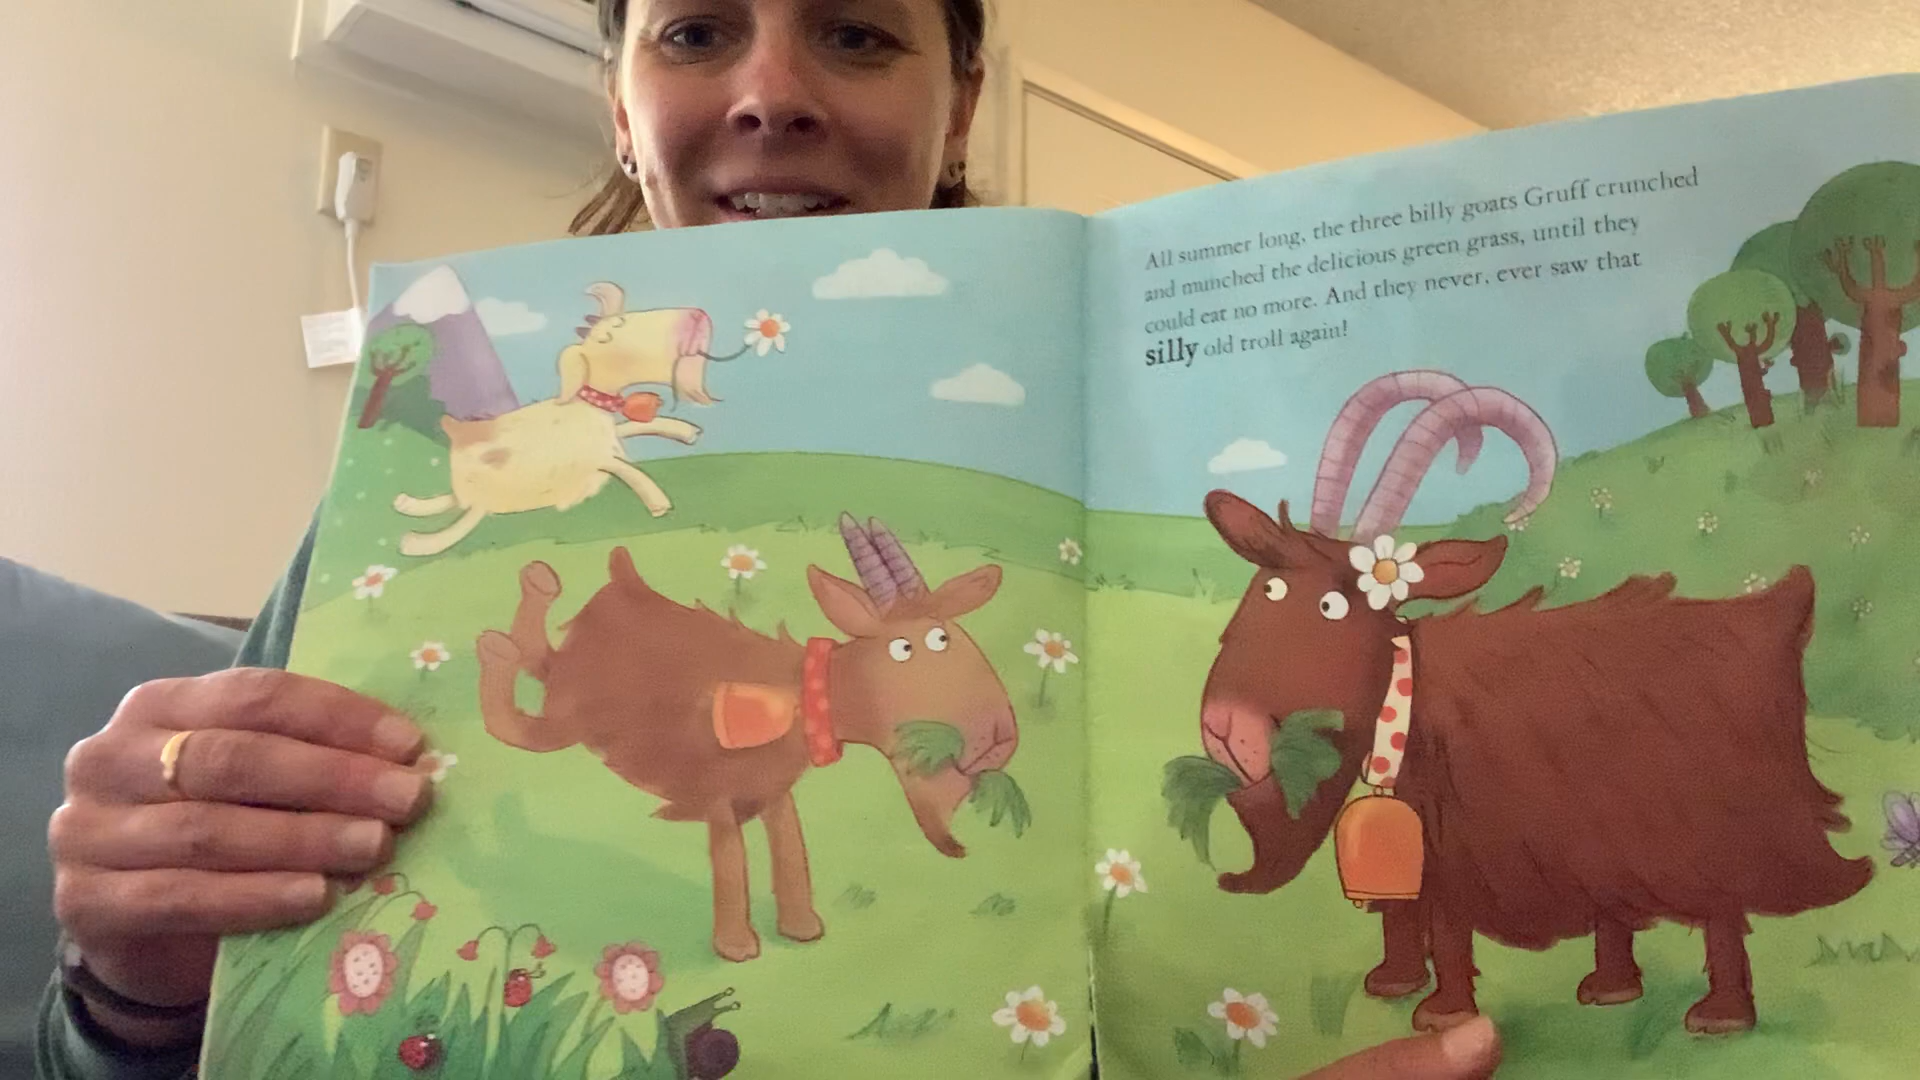 All summer long, the three billy goats Gruff crunched
and munched the delicious green grass, until they
could eat no more. And they never, ever saw that
silly old troll again!